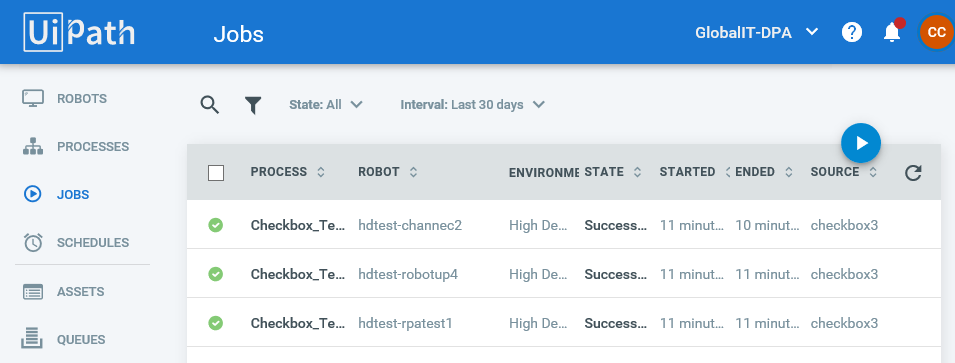 UiPath Jobs GlobalIT-DPA CC
ROBOTS
PROCESSES
JOBS
SCHEDULES
ASSETS
QUEUES
State: All Interval: Last 30 days
PROCESS ROBOT ENVIRONME STATE STARTED ENDED SOURCE
Checkbox_Te... hdtest-channec2 High De... Success... 11 minut... 10 minut... checkbox3
Checkbox_Te... hdtest-robotup4 High De... Success... 11 minut... 11 minut... checkbox3
Checkbox_Te... hdtest-rpatest1 High De... Success... 11 minut... 11 minut... checkbox3